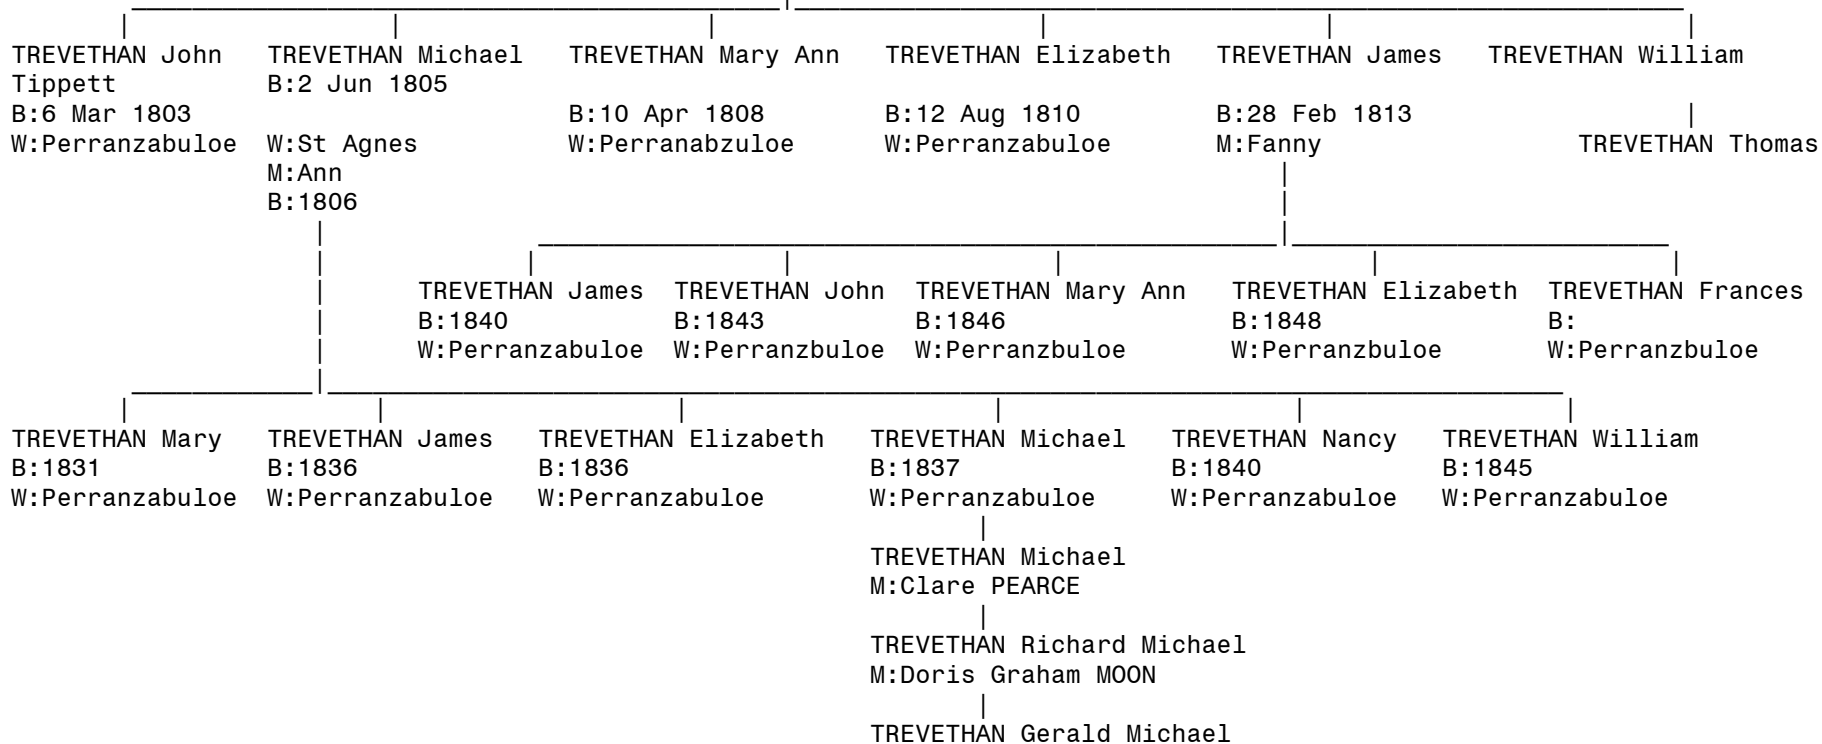 TREVETHAN John TREVETHAN Michael TREVETHAN Mary Ann TREVETHAN Elizabeth TREVETHAN James TREVETHAN William
Tippett B:2 Jun 1805
B:6 Mar 1803 B:10 Apr 1808 B:12 Aug 1810 B:28 Feb 1813
W:Perranzabuloe W:St Agnes W:Perranabzuloe W:Perranzabuloe M:Fanny TREVETHAN Thomas
M:Ann
B:1806
TREVETHAN James TREVETHAN John TREVETHAN Mary Ann TREVETHAN Elizabeth TREVETHAN Frances
B:1840 B:1843 B:1846 B:1848 B:
W:Perranzabuloe W:Perranzbuloe W:Perranzbuloe W:Perranzbuloe W:Perranzbuloe
TREVETHAN Mary TREVETHAN James TREVETHAN Elizabeth TREVETHAN Michael TREVETHAN Nancy TREVETHAN William
B:1831 B:1836 B:1836 B:1837 B:1840 B:1845
W:Perranzabuloe W:Perranzabuloe W:Perranzabuloe W:Perranzabuloe W:Perranzabuloe W:Perranzabuloe
TREVETHAN Michael
M:Clare PEARCE
TREVETHAN Richard Michael
M:Doris Graham MOON
TREVETHAN Gerald Michael